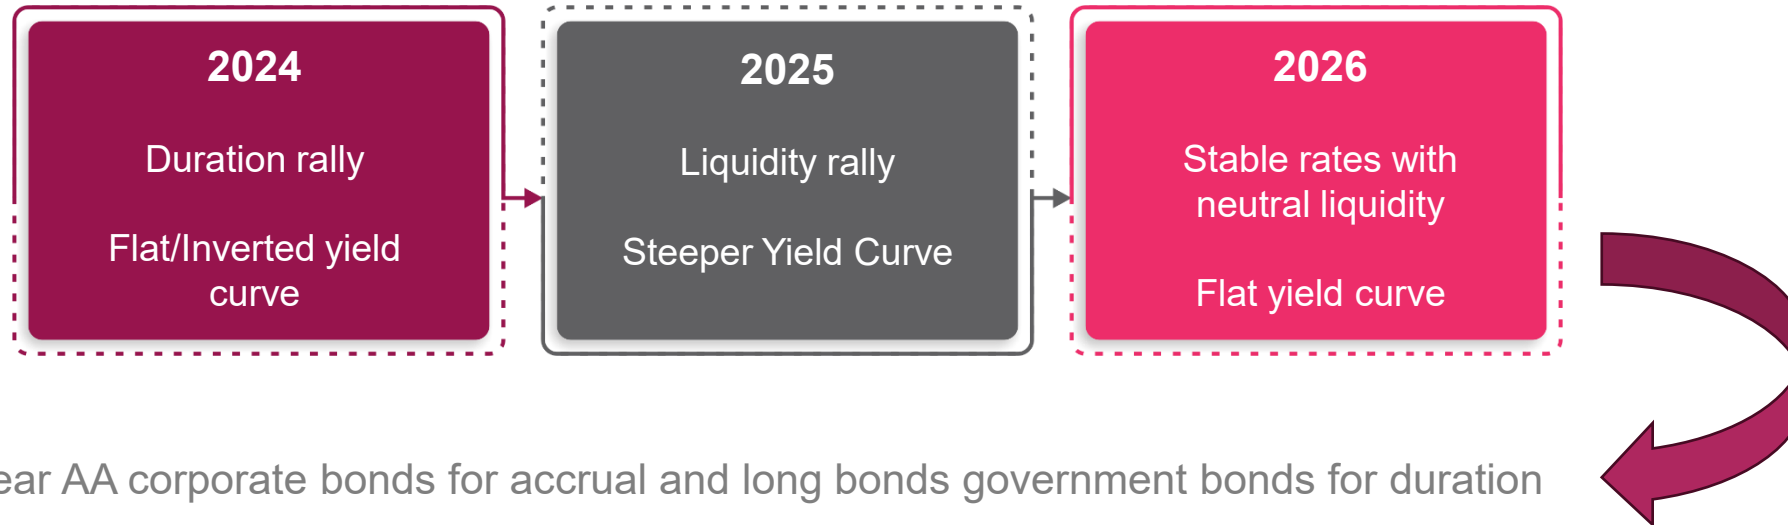 2024
Duration rally
Flat/Inverted yield
curve
2025
Liquidity rally
Steeper Yield Curve
2026
Stable rates with
neutral liquidity
Flat yield curve
AA corporate bonds for accrual and long bonds government bonds for duration